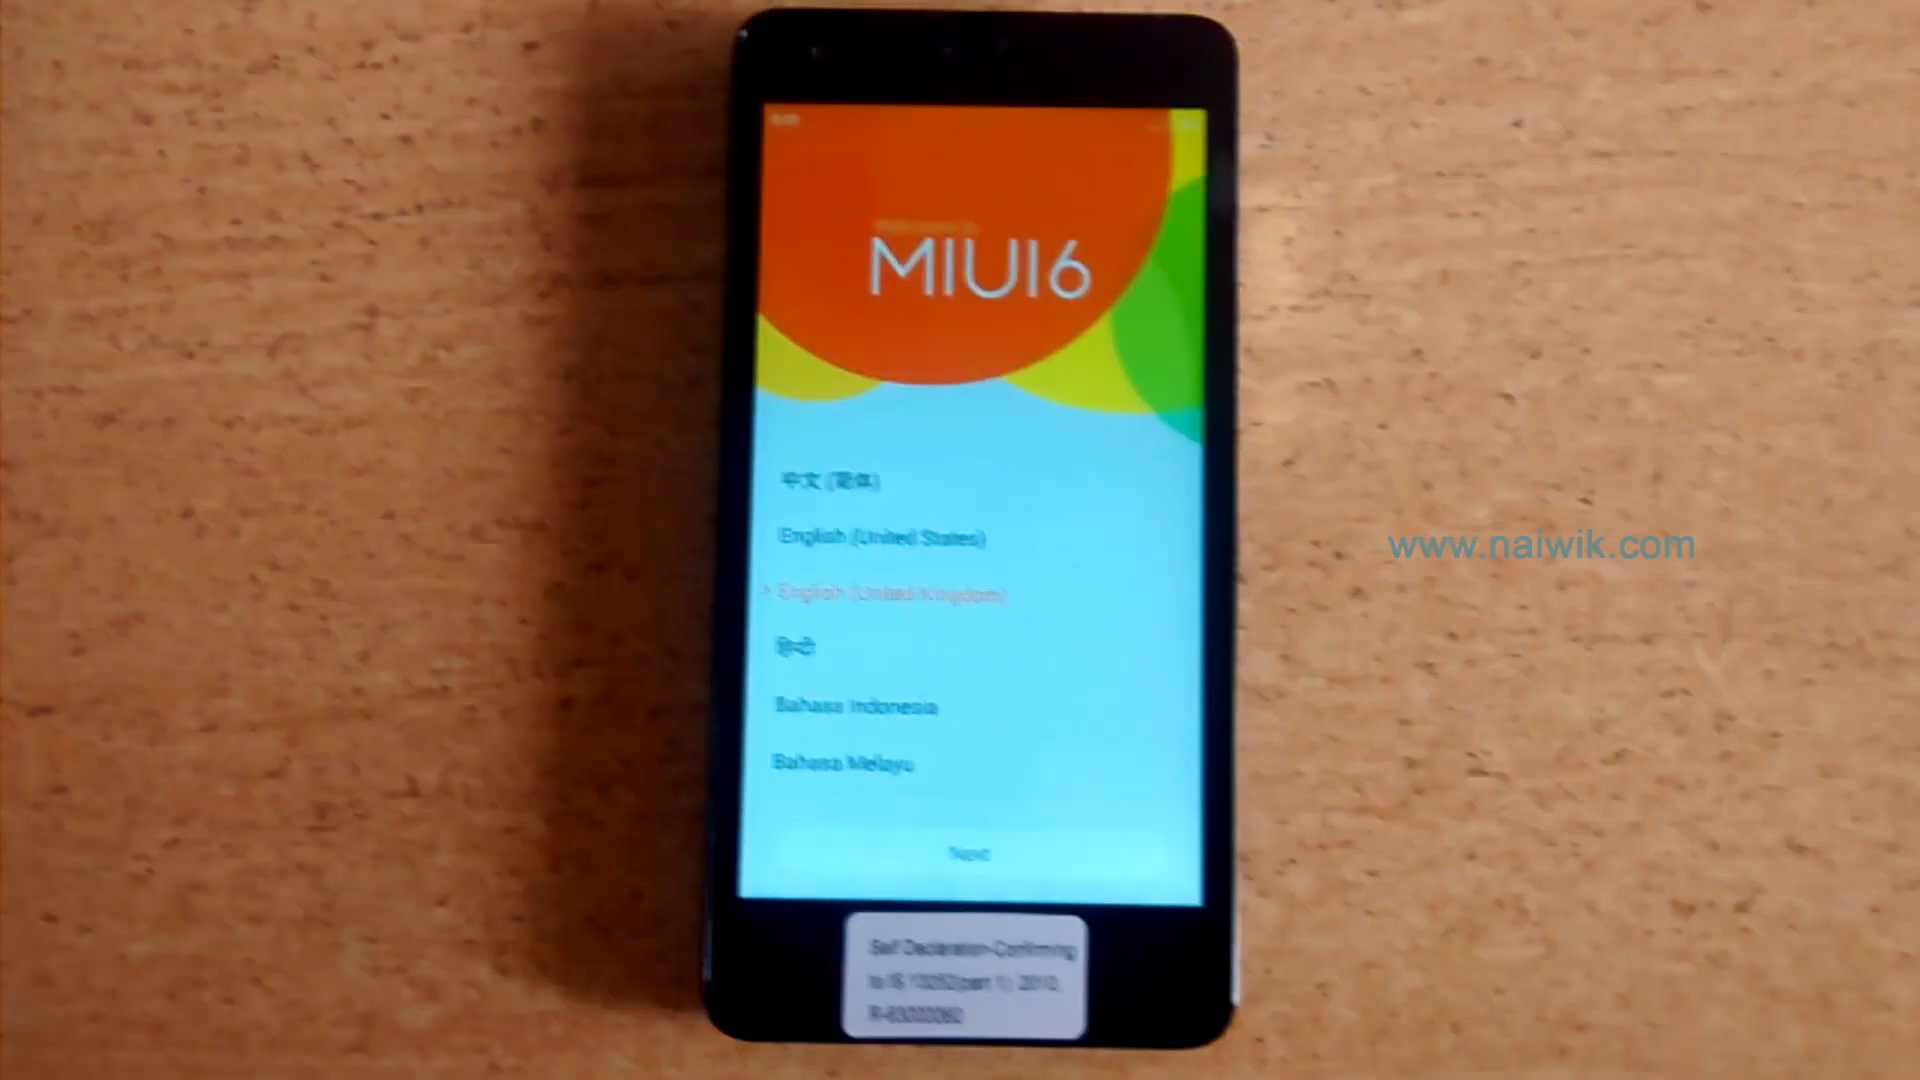 MIUI6
中文 (简体)
English (United States)
English (United Kingdom)
हिन्दी
Bahasa Indonesia
Bahasa Melayu
Next
www.naiwik.com
Self Declaration-Confirming
to IS 13252(part 1): 2010,